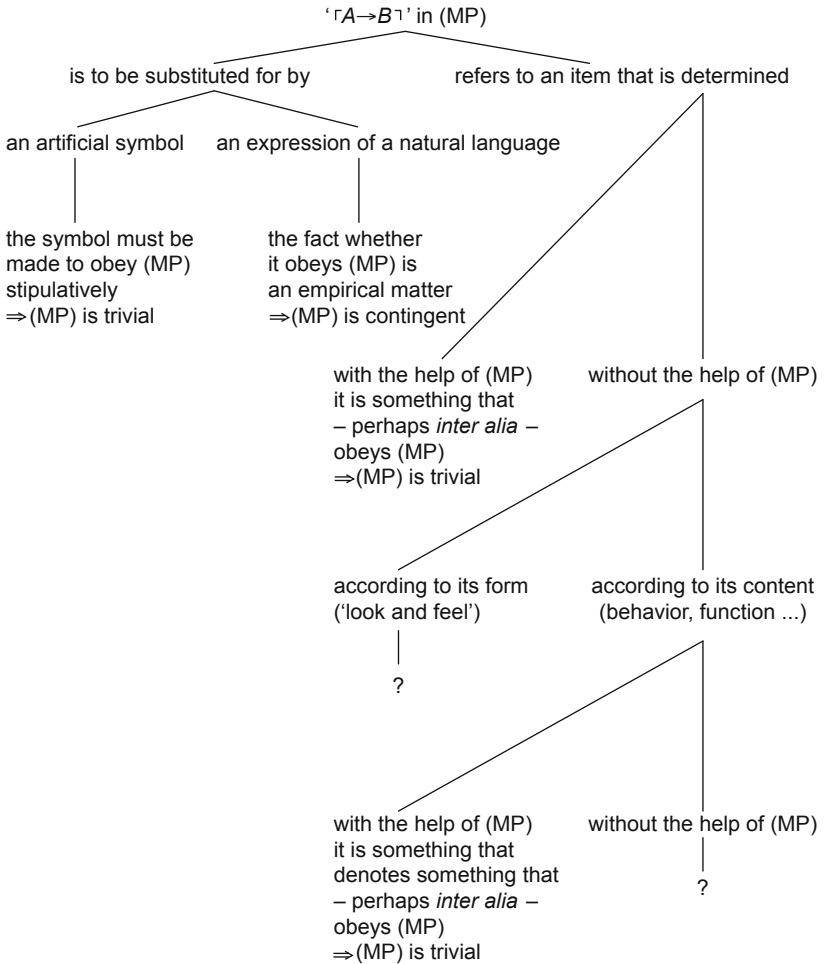 ‘⌜A→B⌝’ in (MP)
is to be substituted for by
refers to an item that is determined
an artificial symbol
an expression of a natural language
the symbol must be
made to obey (MP)
stipulatively
⇒(MP) is trivial
the fact whether
it obeys (MP) is
an empirical matter
⇒(MP) is contingent
with the help of (MP)
it is something that
– perhaps inter alia –
obeys (MP)
⇒(MP) is trivial
without the help of (MP)
according to its form
(‘look and feel’)
?
according to its content
(behavior, function ...)
with the help of (MP)
it is something that
denotes something that
– perhaps inter alia –
obeys (MP)
⇒(MP) is trivial
without the help of (MP)
?